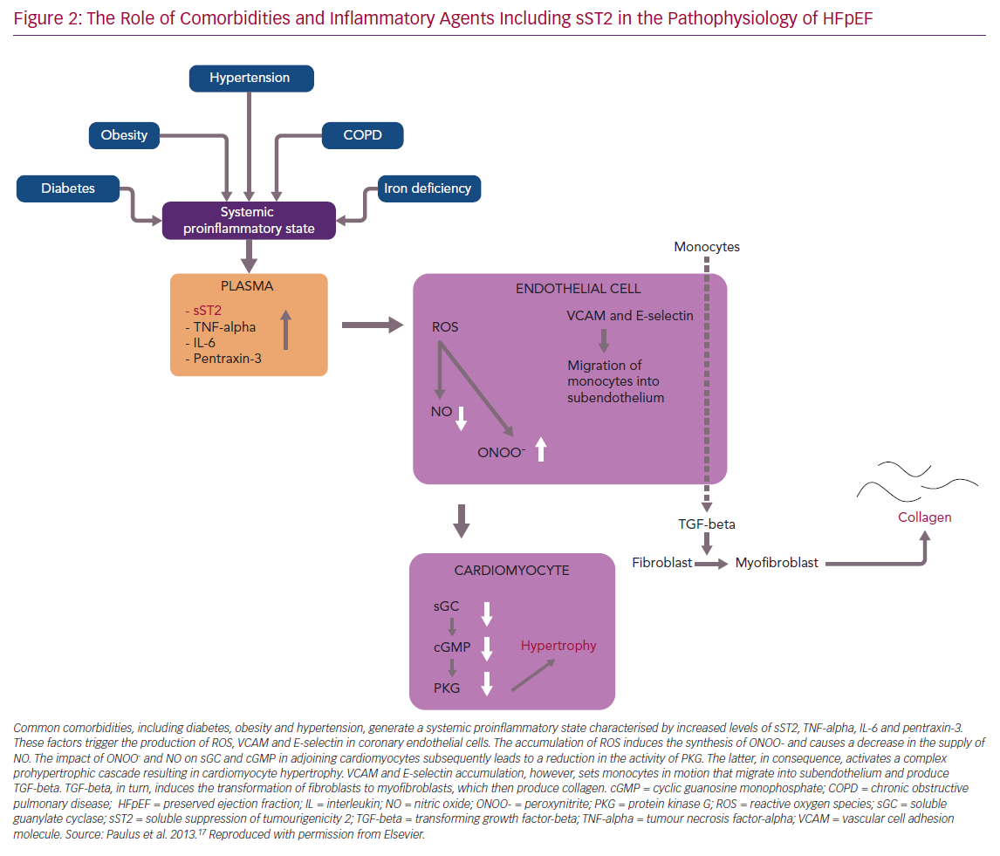 Figure 2: The Role of Comorbidities and Inflammatory Agents Including sST2 in the Pathophysiology of HFpEF
Hypertension
Obesity
COPD
Diabetes
Iron deficiency
Systemic
proinflammatory state
PLASMA
- sST2
- TNF-alpha
- IL-6
- Pentraxin-3
Monocytes
ENDOTHELIAL CELL
ROS
NO
ONOO⁻
VCAM and E-selectin
Migration of
monocytes into
subendothelium
TGF-beta
Fibroblast
Myofibroblast
Collagen
CARDIOMYOCYTE
sGC
cGMP
PKG
Hypertrophy
Common comorbidities, including diabetes, obesity and hypertension, generate a systemic proinflammatory state characterised by increased levels of sST2, TNF-alpha, IL-6 and pentraxin-3.
These factors trigger the production of ROS, VCAM and E-selectin in coronary endothelial cells. The accumulation of ROS induces the synthesis of ONOO- and causes a decrease in the supply of
NO. The impact of ONOO⁻ and NO on sGC and cGMP in adjoining cardiomyocytes subsequently leads to a reduction in the activity of PKG. The latter, in consequence, activates a complex
prohypertrophic cascade resulting in cardiomyocyte hypertrophy. VCAM and E-selectin accumulation, however, sets monocytes in motion that migrate into subendothelium and produce
TGF-beta. TGF-beta, in turn, induces the transformation of fibroblasts to myofibroblasts, which then produce collagen. cGMP = cyclic guanosine monophosphate; COPD = chronic obstructive
pulmonary disease; HFpEF = preserved ejection fraction; IL = interleukin; NO = nitric oxide; ONOO- = peroxynitrite; PKG = protein kinase G; ROS = reactive oxygen species; sGC = soluble
guanylate cyclase; sST2 = soluble suppression of tumourigenicity 2; TGF-beta = transforming growth factor-beta; TNF-alpha = tumour necrosis factor-alpha; VCAM = vascular cell adhesion
molecule. Source: Paulus et al. 2013.¹⁷ Reproduced with permission from Elsevier.